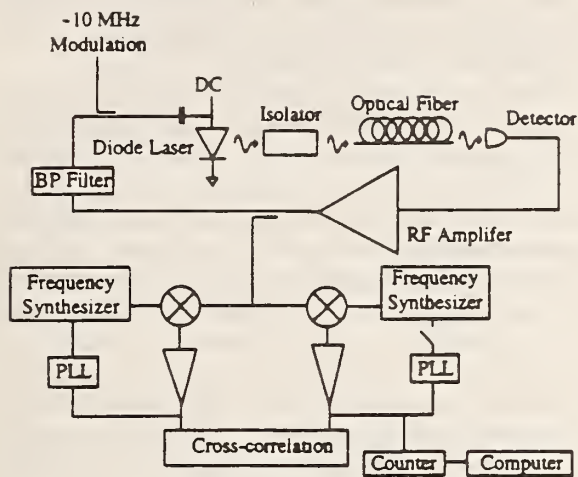 ~10 MHz
Modulation
DC
Isolator
Optical Fiber
Detector
Diode Laser
BP Filter
RF Amplifer
Frequency
Synthesizer
Frequency
Synthesizer
PLL
PLL
Cross-correlation
Counter
Computer